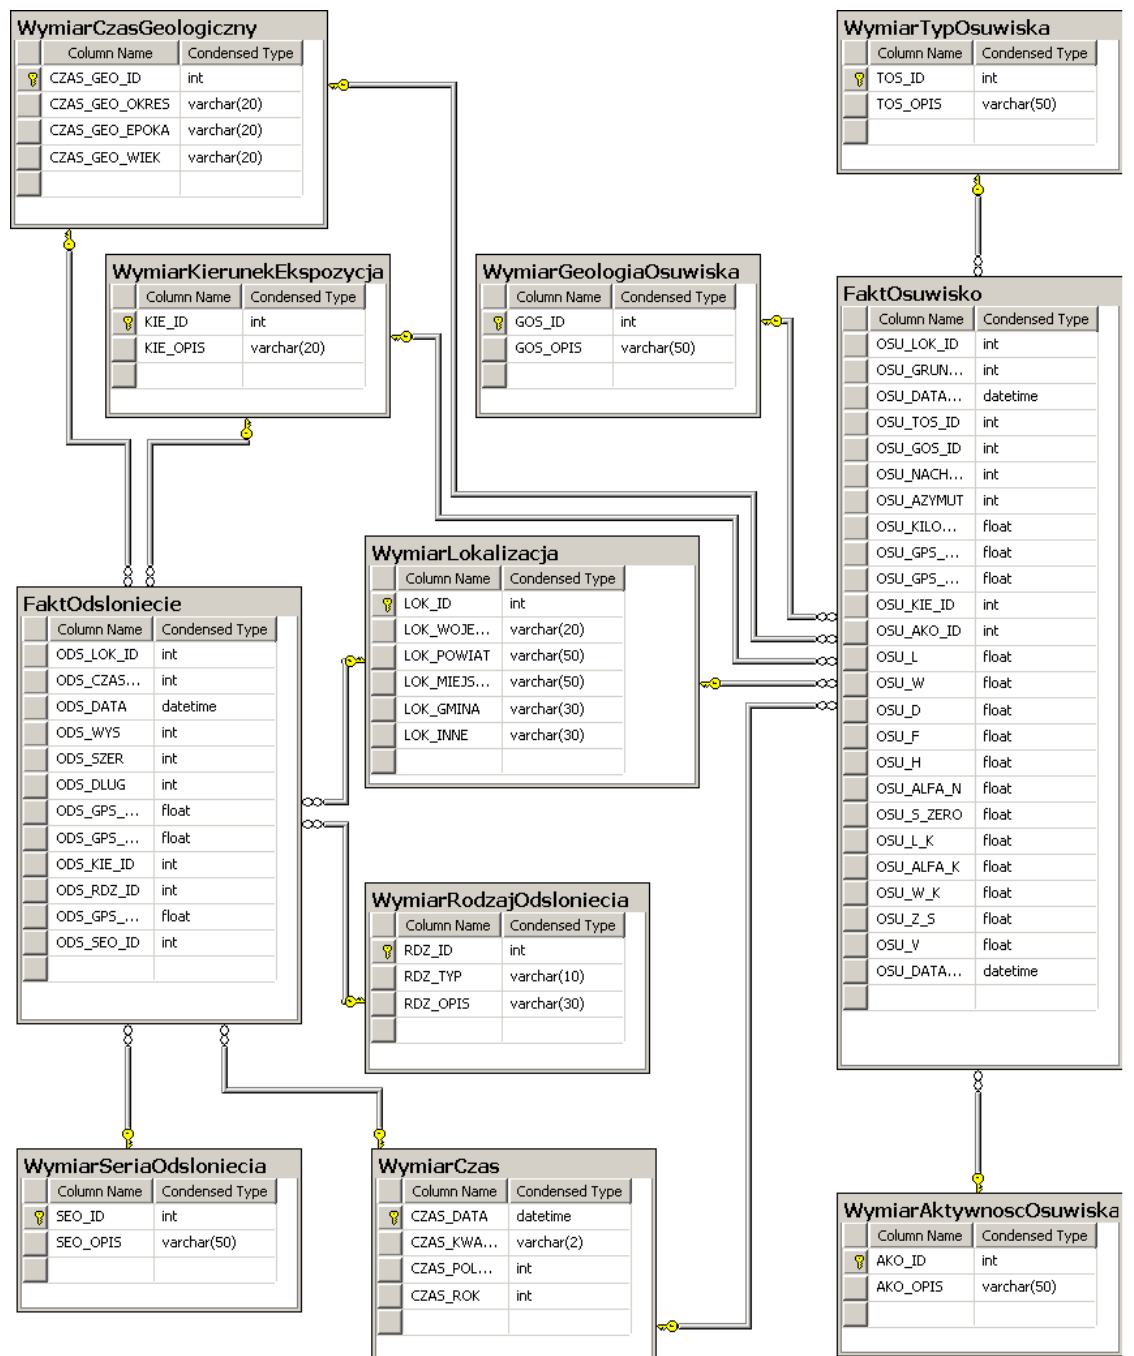 WymiarCzasGeologiczny
Column Name Condensed Type
CZAS_GEO_ID int
CZAS_GEO_OKRES varchar(20)
CZAS_GEO_EPOKA varchar(20)
CZAS_GEO_WIEK varchar(20)
WymiarTypOsuwiska
Column Name Condensed Type
TOS_ID int
TOS_OPIS varchar(50)
WymiarKierunekEkspozycja
Column Name Condensed Type
KIE_ID int
KIE_OPIS varchar(20)
WymiarGeologiaOsuwiska
Column Name Condensed Type
GOS_ID int
GOS_OPIS varchar(50)
FaktOsuwisko
Column Name Condensed Type
OSU_LOK_ID int
OSU_GRUN... int
OSU_DATA... datetime
OSU_TOS_ID int
OSU_GOS_ID int
OSU_NACH... int
OSU_AZYMUT int
OSU_KILO... float
OSU_GPS_... float
OSU_GPS_... float
OSU_KIE_ID int
OSU_AKO_ID int
OSU_L float
OSU_W float
OSU_D float
OSU_F float
OSU_H float
OSU_ALFA_N float
OSU_S_ZERO float
OSU_L_K float
OSU_ALFA_K float
OSU_W_K float
OSU_Z_S float
OSU_V float
OSU_DATA... datetime
WymiarLokalizacja
Column Name Condensed Type
LOK_ID int
LOK_WOJE... varchar(20)
LOK_POWIAT varchar(50)
LOK_MIEJS... varchar(50)
LOK_GMINA varchar(30)
LOK_INNE varchar(30)
FaktOdsloniecie
Column Name Condensed Type
ODS_LOK_ID int
ODS_CZAS... int
ODS_DATA datetime
ODS_WYS int
ODS_SZER int
ODS_DLUG int
ODS_GPS_... float
ODS_GPS_... float
ODS_KIE_ID int
ODS_RDZ_ID int
ODS_GPS_... float
ODS_SEO_ID int
WymiarRodzajOdsloniecia
Column Name Condensed Type
RDZ_ID int
RDZ_TYP varchar(10)
RDZ_OPIS varchar(30)
WymiarSeriaOdsloniecia
Column Name Condensed Type
SEO_ID int
SEO_OPIS varchar(50)
WymiarCzas
Column Name Condensed Type
CZAS_DATA datetime
CZAS_KWA... varchar(2)
CZAS_POL... int
CZAS_ROK int
WymiarAktywnoscOsuwiska
Column Name Condensed Type
AKO_ID int
AKO_OPIS varchar(50)